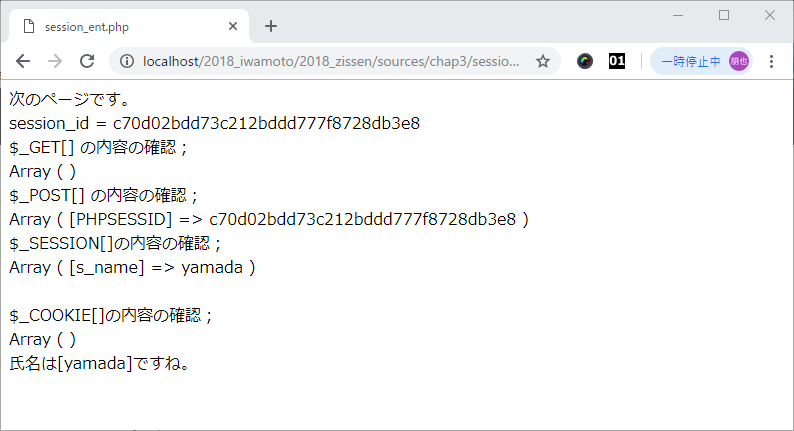 session_ent.php
localhost/2018_iwamoto/2018_zissen/sources/chap3/sessio...
01
一時停止中
朋也
次のページです。
session_id = c70d02bdd73c212bddd777f8728db3e8
$_GET[] の内容の確認；
Array ( )
$_POST[] の内容の確認；
Array ( [PHPSESSID] => c70d02bdd73c212bddd777f8728db3e8 )
$_SESSION[]の内容の確認；
Array ( [s_name] => yamada )
$_COOKIE[]の内容の確認；
Array ( )
氏名は[yamada]ですね。